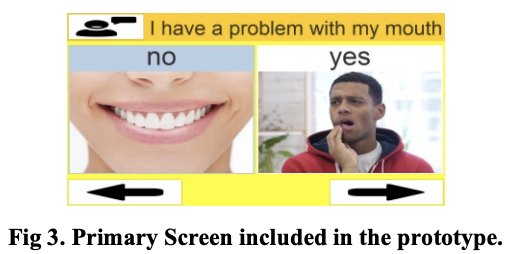 I have a problem with my mouth
no
yes
Fig 3. Primary Screen included in the prototype.